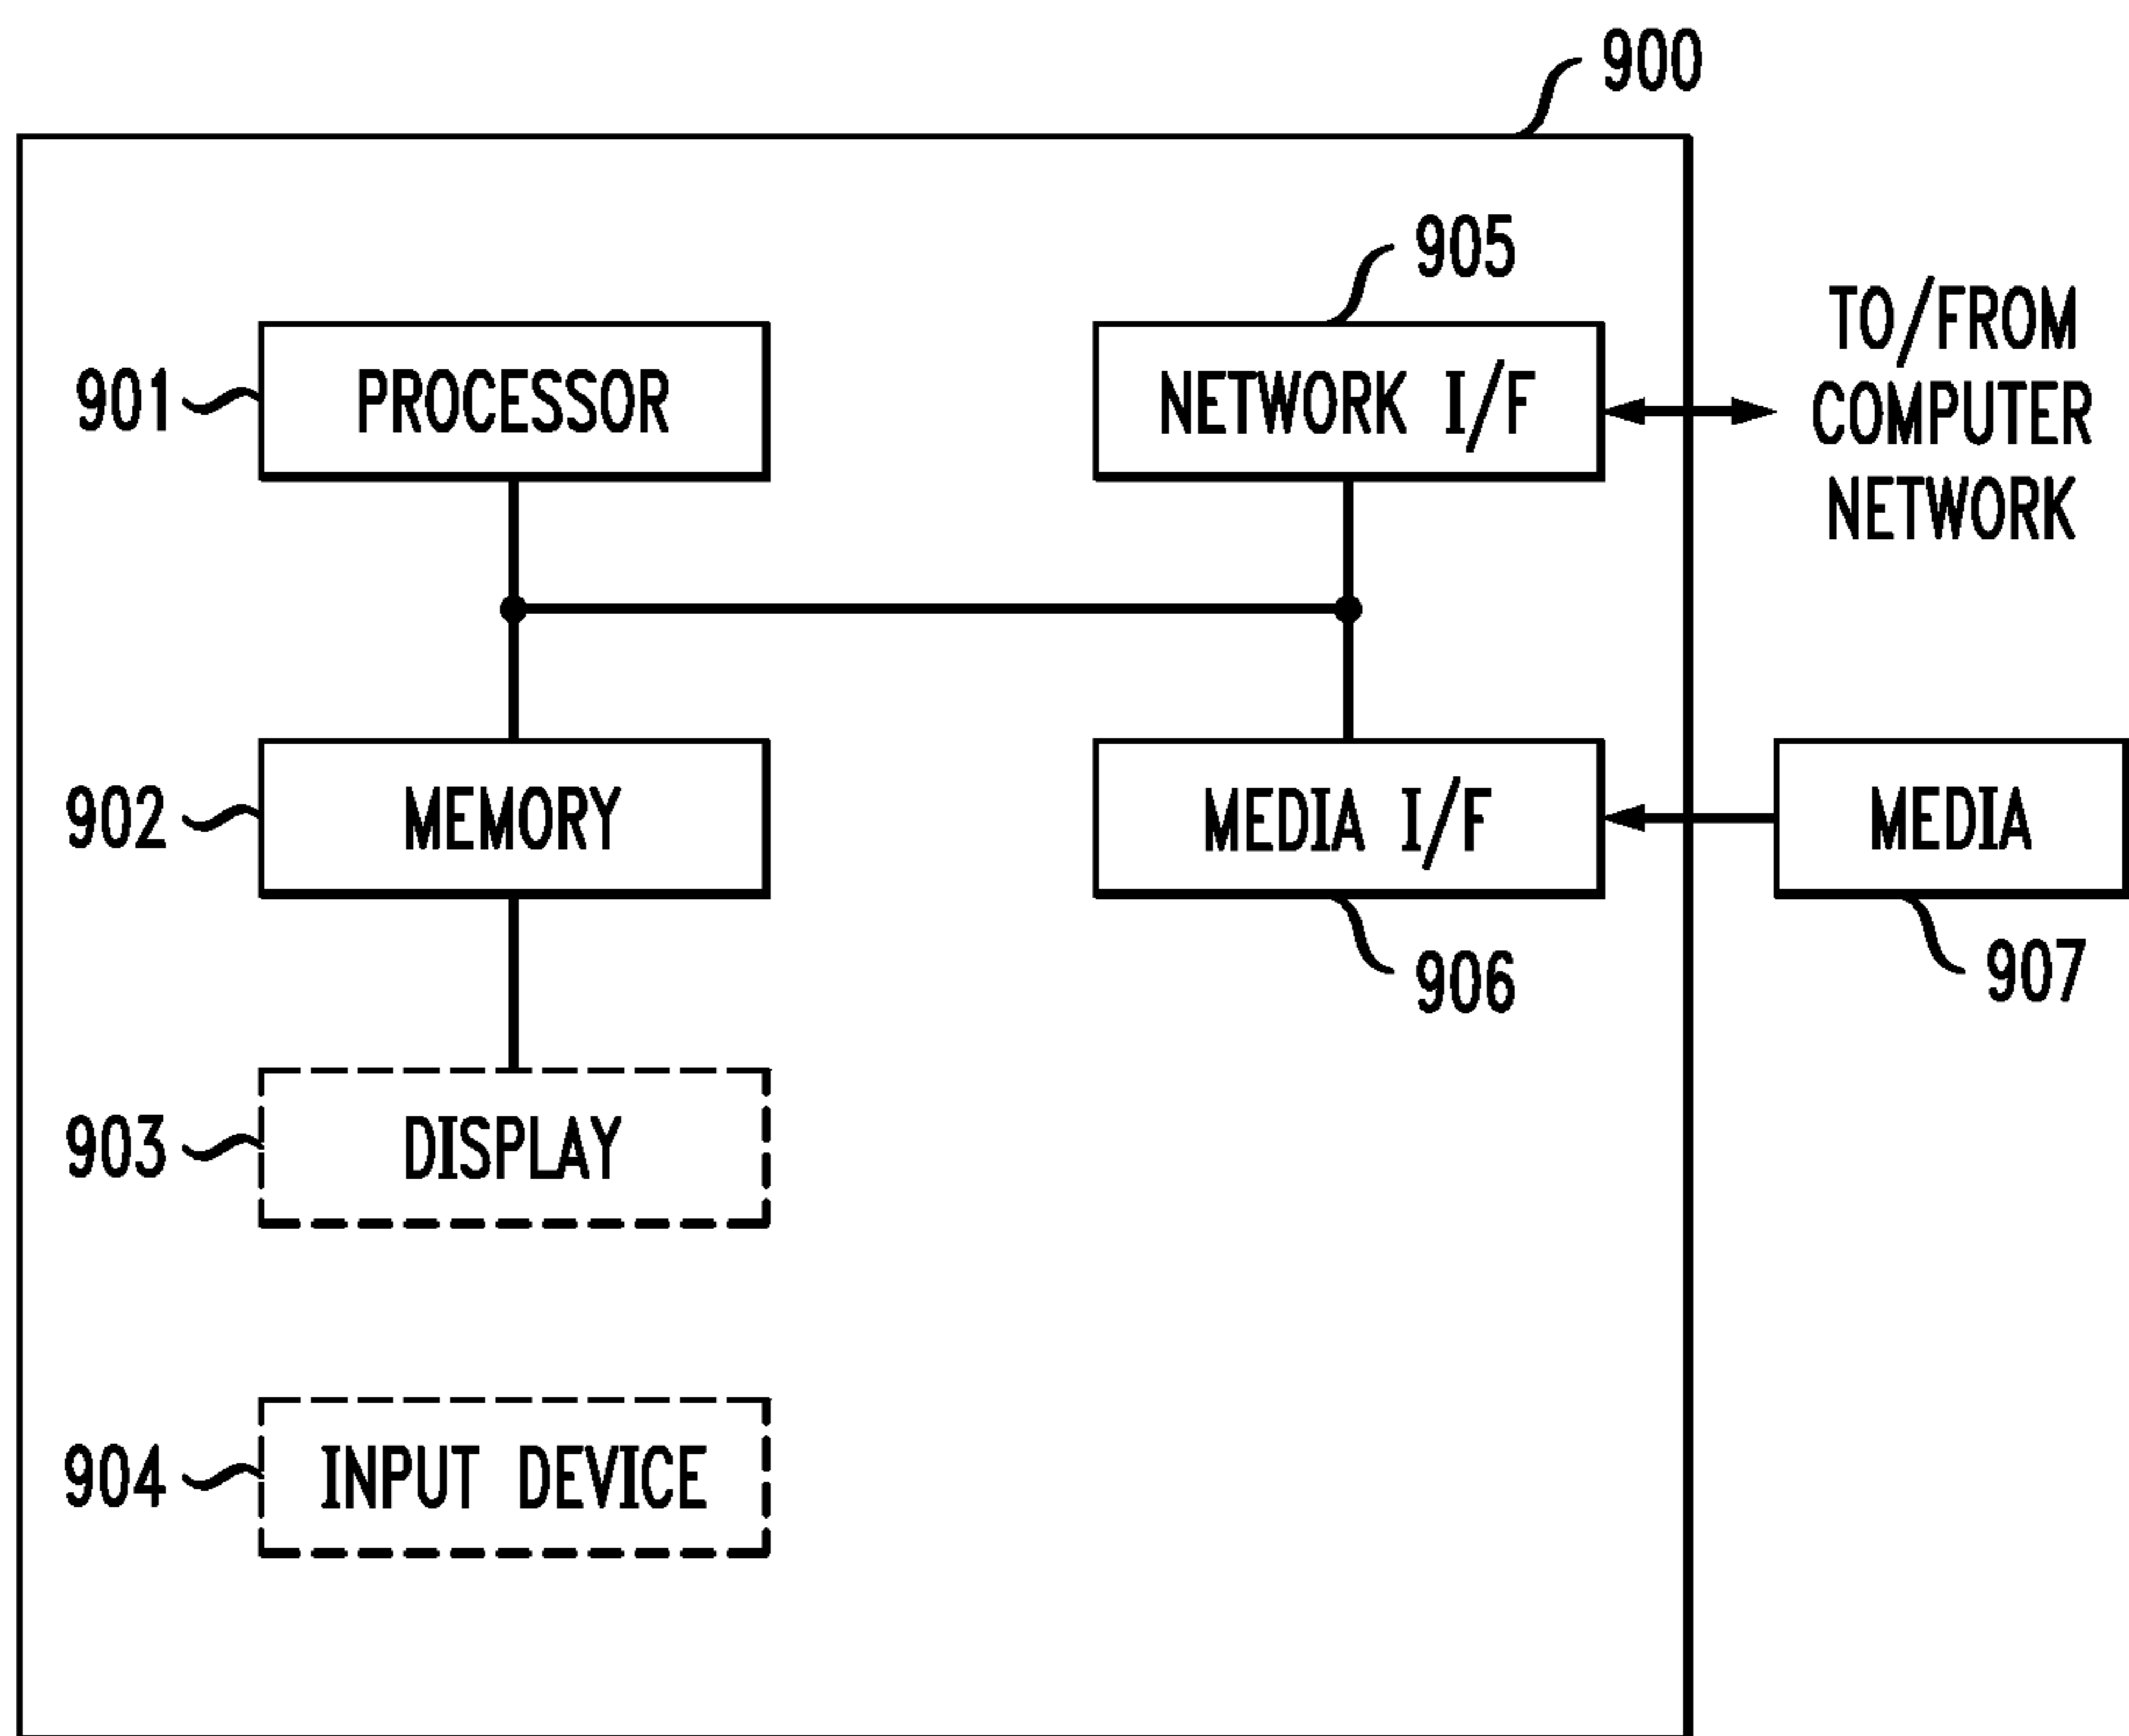 900
905
901
PROCESSOR
NETWORK I/F
TO/FROM
COMPUTER
NETWORK
902
MEMORY
MEDIA I/F
MEDIA
906
907
903
DISPLAY
904
INPUT DEVICE